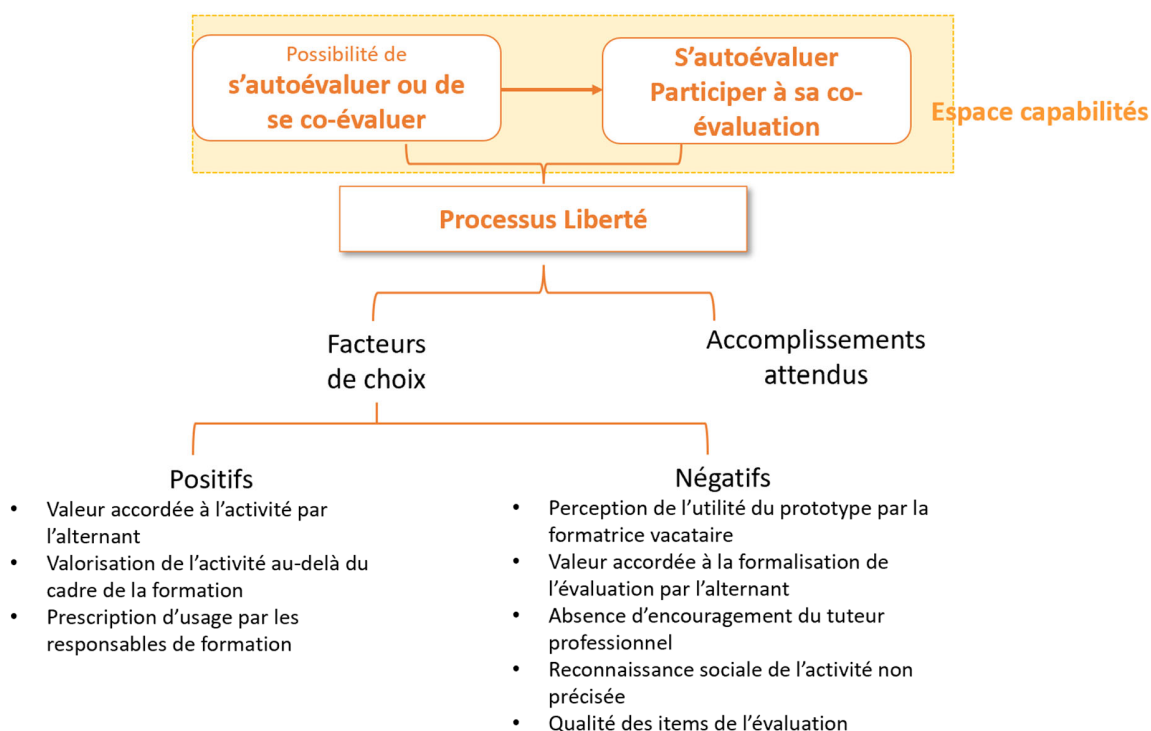 Possibilité de
s’autoévaluer ou de
se co-évaluer
S’autoévaluer
Participer à sa co-
évaluation
Espace capabilités
Processus Liberté
Facteurs
de choix
Accomplissements
attendus
Positifs
• Valeur accordée à l’activité par
l’alternant
• Valorisation de l’activité au-delà du
cadre de la formation
• Prescription d’usage par les
responsables de formation
Négatifs
• Perception de l’utilité du prototype par la
formatrice vacataire
• Valeur accordée à la formalisation de
l’évaluation par l’alternant
• Absence d’encouragement du tuteur
professionnel
• Reconnaissance sociale de l’activité non
précisée
• Qualité des items de l’évaluation